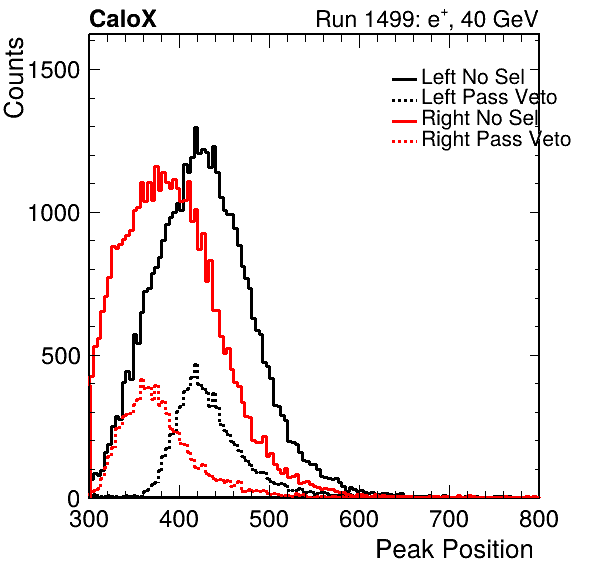 CaloX Run 1499: e⁺, 40 GeV
Counts
1500
1000
500
0
Left No Sel
Left Pass Veto
Right No Sel
Right Pass Veto
300 400 500 600 700 800
Peak Position